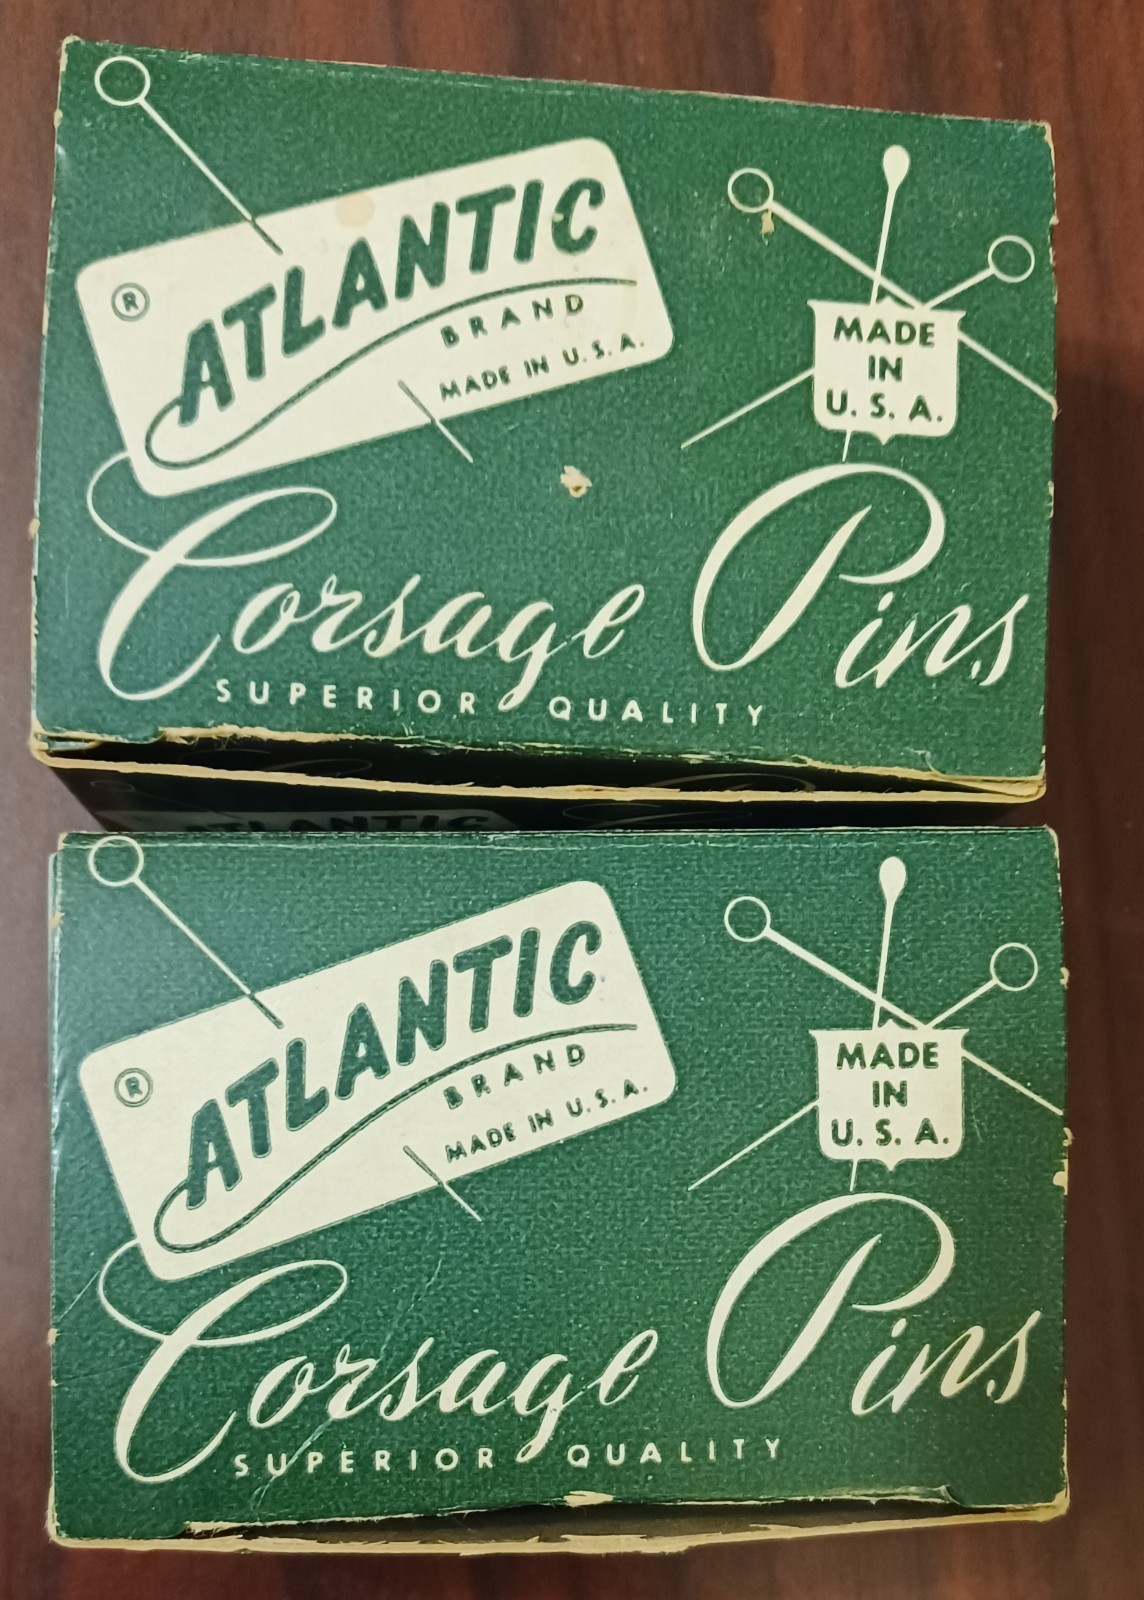 ®
ATLANTIC
BRAND
MADE IN U.S.A.
MADE
IN
U. S. A.
Corsage Pins
SUPERIOR QUALITY
ATLANTIC
®
ATLANTIC
BRAND
MADE IN U.S.A.
MADE
IN
U. S. A.
Corsage Pins
SUPERIOR QUALITY